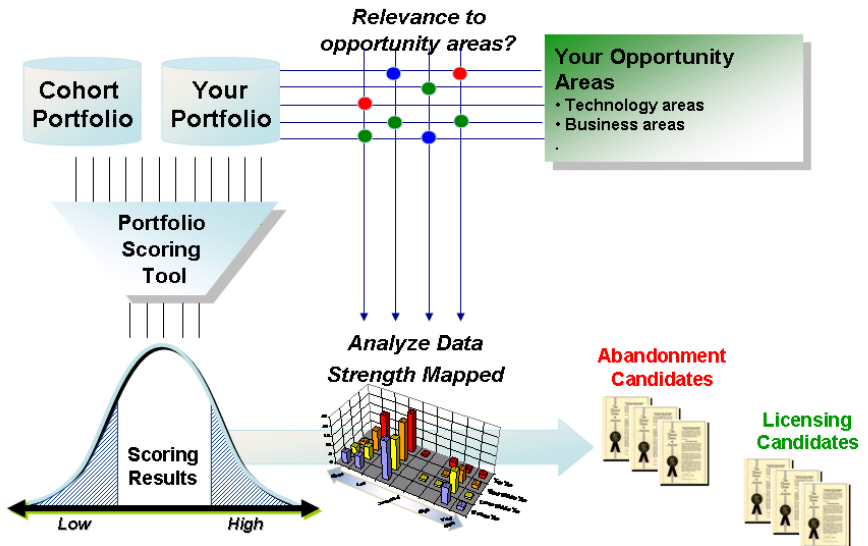 Relevance to
opportunity areas?
Cohort
Portfolio
Your
Portfolio
Your Opportunity
Areas
• Technology areas
• Business areas
.
Portfolio
Scoring
Tool
Analyze Data
Strength Mapped
Abandonment
Candidates
Licensing
Candidates
Scoring
Results
Low
High